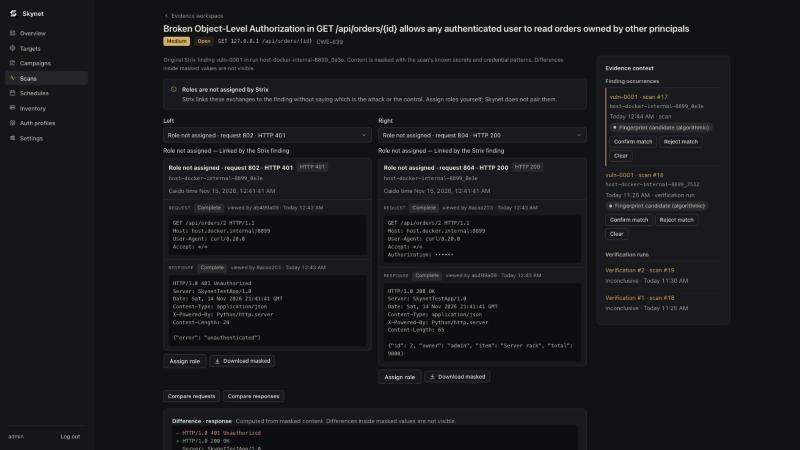 Skynet
Overview
Targets
Campaigns
Scans
Schedules
Inventory
Auth profiles
Settings
admin
Log out
Evidence workspace
Broken Object-Level Authorization in GET /api/orders/{id} allows any authenticated user to read orders owned by other principals
Medium Open GET 127.0.0.1 /api/orders/{id} CWE-639
Original Strix finding vuln-0001 in run host-docker-internal-8899_0e3e. Content is masked with the scan's known secrets and credential patterns. Differences
inside masked values are not visible.
Roles are not assigned by Strix
Strix links these exchanges to the finding without saying which is the attack or the control. Assign roles yourself; Skynet does not pair them.
Left
Role not assigned · request 802 · HTTP 401
Role not assigned — Linked by the Strix finding
Role not assigned · request 802 · HTTP 401 HTTP 401
host-docker-internal-8899_0e3e
Caido time Nov 15, 2026, 12:41:41 AM
REQUEST Complete viewed by ab499a09 · Today 12:43 AM
GET /api/orders/2 HTTP/1.1
Host: host.docker.internal:8899
User-Agent: curl/8.20.0
Accept: */*
RESPONSE Complete viewed by 8acaa203 · Today 12:43 AM
HTTP/1.0 401 Unauthorized
Server: SkynetTestApp/1.0
Date: Sat, 14 Nov 2026 21:41:41 GMT
Content-Type: application/json
X-Powered-By: Python/http.server
Content-Length: 28
{"error": "unauthenticated"}
Assign role
Download masked
Right
Role not assigned · request 804 · HTTP 200
Role not assigned — Linked by the Strix finding
Role not assigned · request 804 · HTTP 200 HTTP 200
host-docker-internal-8899_0e3e
Caido time Nov 15, 2026, 12:41:41 AM
REQUEST Complete viewed by 8acaa203 · Today 12:43 AM
GET /api/orders/2 HTTP/1.1
Host: host.docker.internal:8899
User-Agent: curl/8.20.0
Accept: */*
Authorization: ••••••
RESPONSE Complete viewed by ab499a09 · Today 12:43 AM
HTTP/1.0 200 OK
Server: SkynetTestApp/1.0
Date: Sat, 14 Nov 2026 21:41:41 GMT
Content-Type: application/json
X-Powered-By: Python/http.server
Content-Length: 65
{"id": 2, "owner": "admin", "item": "Server rack", "total":
9000}
Assign role
Download masked
Compare requests
Compare responses
Difference · response Computed from masked content. Differences inside masked values are not visible.
- HTTP/1.0 401 Unauthorized
+ HTTP/1.0 200 OK
Server: SkynetTestApp/1.0
Evidence context
Finding occurrences
vuln-0001 · scan #17
host-docker-internal-8899_0e3e
Today 12:44 AM · scan
Fingerprint candidate (algorithmic)
Confirm match
Reject match
Clear
vuln-0001 · scan #18
host-docker-internal-8899_2532
Today 11:25 AM · verification run
Fingerprint candidate (algorithmic)
Confirm match
Reject match
Clear
Verification runs
Verification #2 · scan #19
Inconclusive · Today 11:30 AM
Verification #1 · scan #18
Inconclusive · Today 11:25 AM